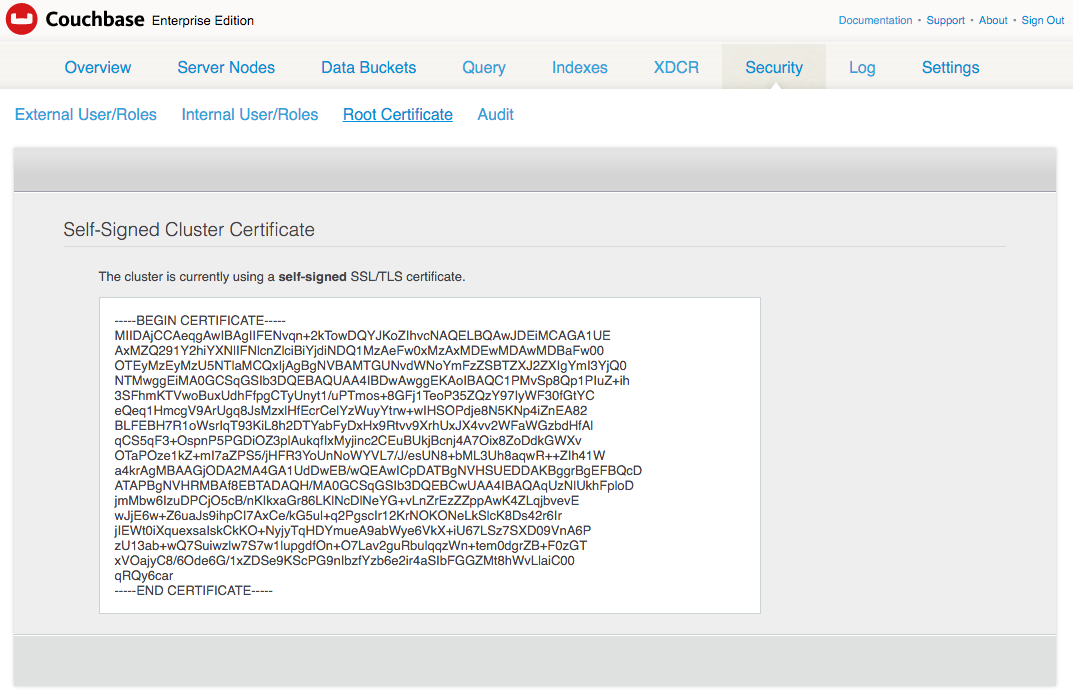 Couchbase Enterprise Edition
Documentation • Support • About • Sign Out
Overview Server Nodes Data Buckets Query Indexes XDCR Security Log Settings
External User/Roles Internal User/Roles Root Certificate Audit
Self-Signed Cluster Certificate
The cluster is currently using a self-signed SSL/TLS certificate.
-----BEGIN CERTIFICATE-----
MIIDAjCCAeqgAwIBAgIIFENvqn+2kTowDQYJKoZIhvcNAQELBQAwJDEiMCAGA1UE
AxMZQ291Y2hiYXNlIFNlcnZlciBiYjdiNDQ1MzAeFw0xMzAxMDEwMDAwMDBaFw00
OTEyMzEyMzU5NTlaMCQxIjAgBgNVBAMTGUNvdWNoYmFzZSBTZXJ2ZXIgYmI3YjQ0
NTMwggEiMA0GCSqGSIb3DQEBAQUAA4IBDwAwggEKAoIBAQC1PMvSp8Qp1PIuZ+ih
3SFhmKTVwoBuxUdhFfpgCTyUnyt1/uPTmos+8GFj1TeoP35ZQzY97IyWF30fGtYC
eQeq1HmcgV9ArUgq8JsMzxlHfEcrCelYzWuyYtrw+wIHSOPdje8N5KNp4iZnEA82
BLFEBH7R1oWsrIqT93KiL8h2DTYabFyDxHx9Rtvv9XrhUxJX4vv2WFaWGzbdHfAl
qCS5qF3+OspnP5PGDiOZ3plAukqfIxMyjinc2CEuBUkjBcnj4A7Oix8ZoDdkGWXv
OTaPOze1kZ+mI7aZPS5/jHFR3YoUnNoWYVL7/J/esUN8+bML3Uh8aqwR++ZIh41W
a4krAgMBAAGjODA2MA4GA1UdDwEB/wQEAwICpDATBgNVHSUEDDAKBggrBgEFBQcD
ATAPBgNVHRMBAf8EBTADAQH/MA0GCSqGSIb3DQEBCwUAA4IBAQAqUzNlUkhFploD
jmMbw6IzuDPCjO5cB/nKIkxaGr86LKlNcDlNeYG+vLnZrEzZZppAwK4ZLqjbvevE
wJjE6w+Z6uaJs9ihpCI7AxCe/kG5ul+q2PgscIr12KrNOKONeLkSlcK8Ds42r6Ir
jIEWt0iXquexsaIskCkKO+NyjyTqHDYmueA9abWye6VkX+iU67LSz7SXD09VnA6P
zU13ab+wQ7Suiwzlw7S7w1lupgdfOn+O7Lav2guRbulqqzWn+tem0dgrZB+F0zGT
xVOajyC8/6Ode6G/1xZDSe9KScPG9nIbzfYzb6e2ir4aSIbFGGZMt8hWvLlaiC00
qRQy6car
-----END CERTIFICATE-----